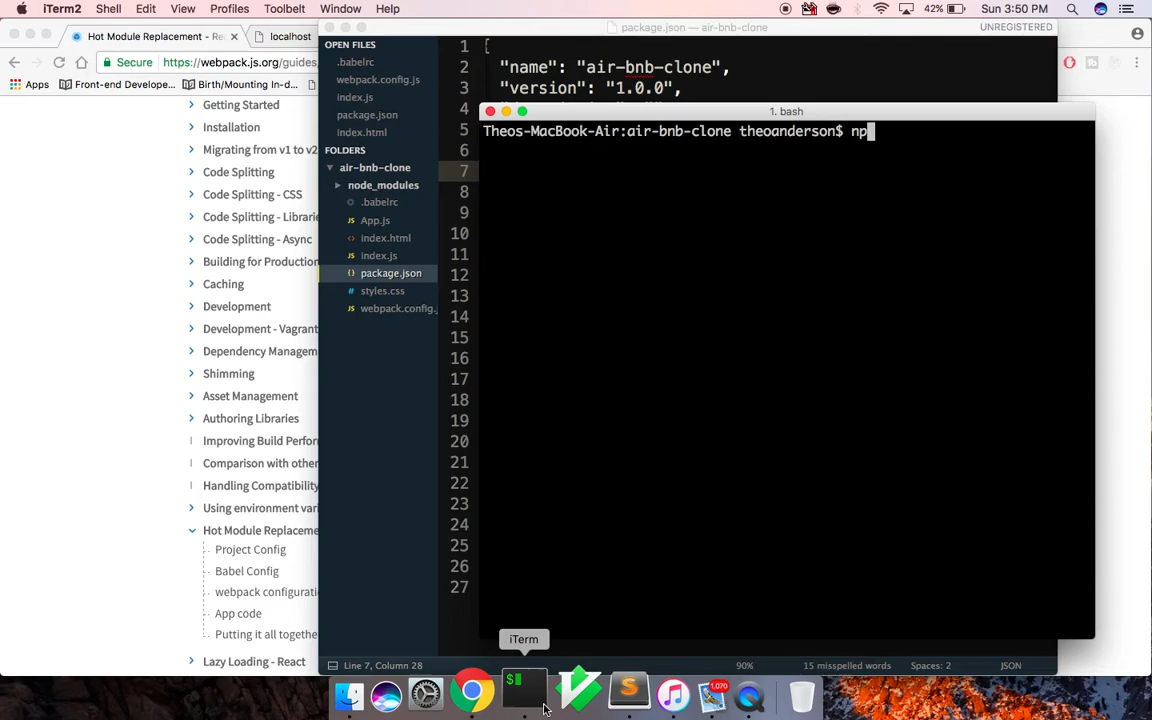 iTerm2 Shell Edit View Profiles Toolbelt Window Help 42% Sun 3:50 PM
Hot Module Replacement - Re
localhost
package.json — air-bnb-clone
UNREGISTERED
Secure https://webpack.js.org/guides
Apps Front-end Develope... Birth/Mounting In-d...
Getting Started
Installation
Migrating from v1 to v2
Code Splitting
Code Splitting - CSS
Code Splitting - Librarie
Code Splitting - Async
Building for Production
Caching
Development
Development - Vagrant
Dependency Managem
Shimming
Asset Management
Authoring Libraries
Improving Build Perfor
Comparison with other
Handling Compatibility
Using environment vari
Hot Module Replaceme
Project Config
Babel Config
webpack configurati
App code
Putting it all togethe
Lazy Loading - React
OPEN FILES
.babelrc
webpack.config.js
index.js
package.json
index.html
FOLDERS
air-bnb-clone
node_modules
.babelrc
JS App.js
index.html
JS index.js
{} package.json
# styles.css
JS webpack.config.j
1 {
2 "name": "air-bnb-clone",
3 "version": "1.0.0",
4
5
6
7
8
9
10
11
12
13
14
15
16
17
18
19
20
21
22
23
24
25
26
27
1. bash
Theos-MacBook-Air:air-bnb-clone theoanderson$ np
iTerm
Line 7, Column 28 90% 15 misspelled words Spaces: 2 JSON
$
1,070